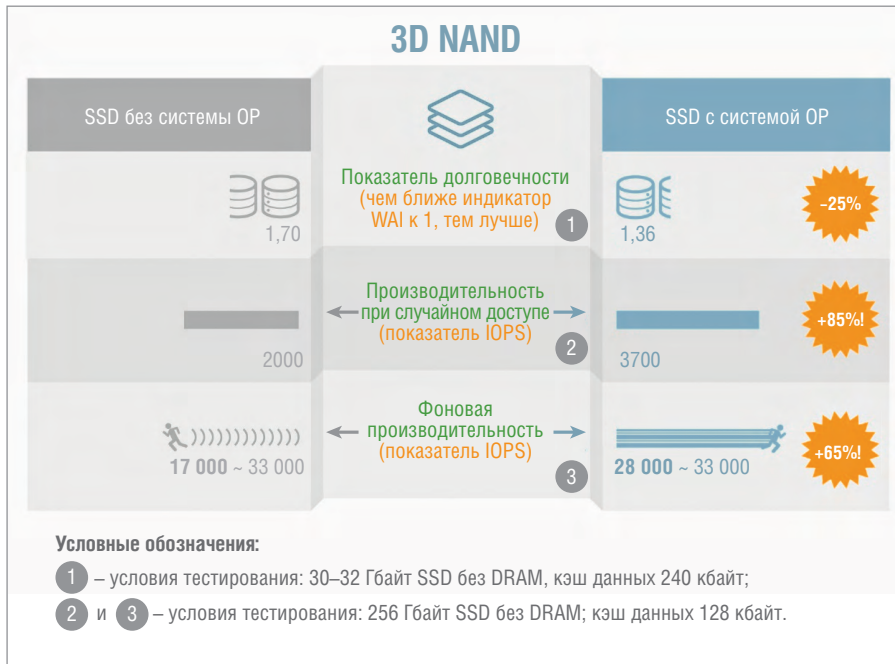 3D NAND
SSD без системы OP
SSD с системой OP
Показатель долговечности
(чем ближе индикатор
WAI к 1, тем лучше)
1
1,70
1,36
-25%
Производительность
при случайном доступе
(показатель IOPS)
2
2000
3700
+85%!
Фоновая
производительность
(показатель IOPS)
3
17 000 ~ 33 000
28 000 ~ 33 000
+65%!
Условные обозначения:
1 – условия тестирования: 30–32 Гбайт SSD без DRAM, кэш данных 240 кбайт;
2 и 3 – условия тестирования: 256 Гбайт SSD без DRAM; кэш данных 128 кбайт.